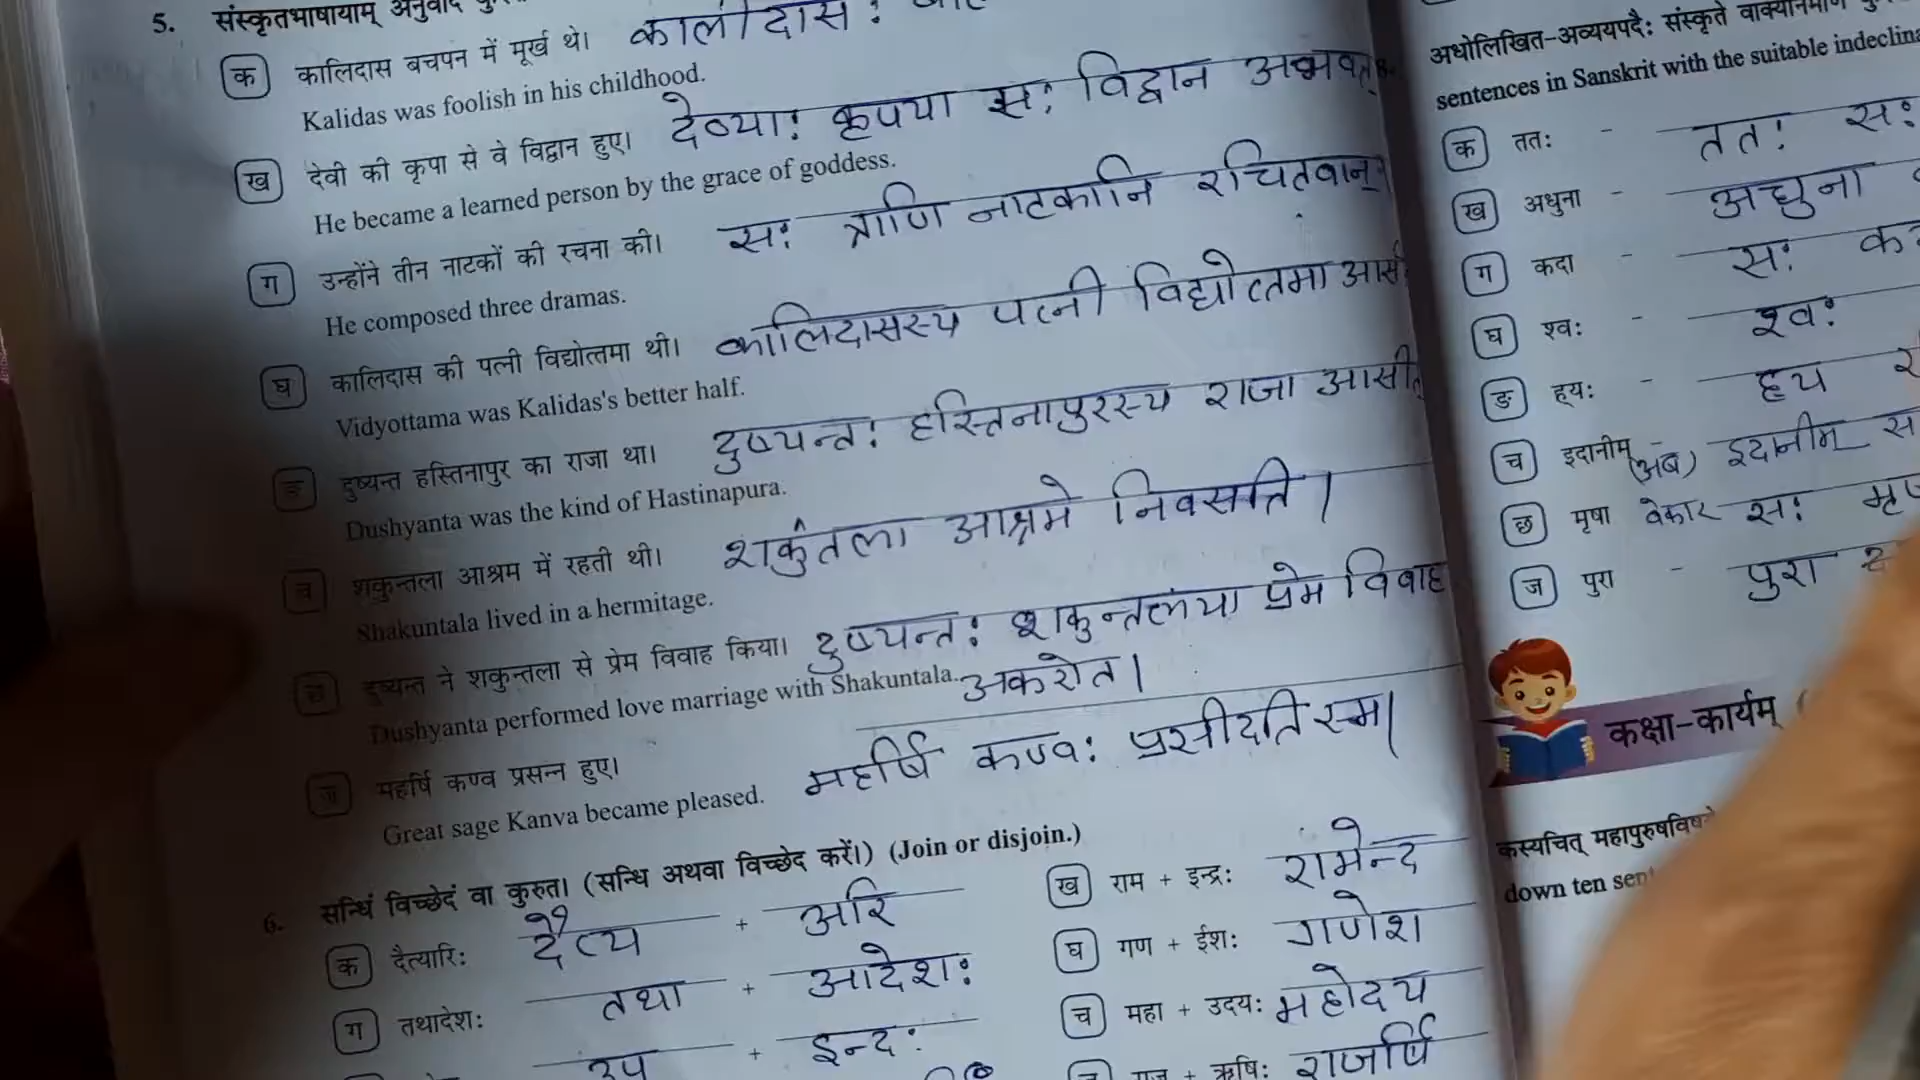 5. संस्कृतभाषायाम् अनुवाद
क कालिदास बचपन में मूर्ख थे। कालीदासः
Kalidas was foolish in his childhood.
ख देवी की कृपा से वे विद्वान हुए। देव्याः कृपया सः विद्वान अभवत्
He became a learned person by the grace of goddess.
ग उन्होंने तीन नाटकों की रचना की। सः त्राणि नाटकानि रचितवान्
He composed three dramas.
घ कालिदास की पत्नी विद्योत्तमा थी। कालिदासस्य पत्नी विद्योत्तमा
Vidyottama was Kalidas's better half.
ङ दुष्यन्त हस्तिनापुर का राजा था। दुष्यन्तः हस्तिनापुरस्य राजा आसीत्
Dushyanta was the kind of Hastinapura.
च शकुन्तला आश्रम में रहती थी। शकुंतला आश्रमे निवसति।
Shakuntala lived in a hermitage.
छ दुष्यन्त ने शकुन्तला से प्रेम विवाह किया। दुष्यन्तः शकुन्तलया प्रेम विवाह
Dushyanta performed love marriage with Shakuntala. अकरोत।
ज महर्षि कण्व प्रसन्न हुए। महर्षि कण्वः प्रसीदति स्म।
Great sage Kanva became pleased.
6. सन्धिं विच्छेदं वा कुरुत। (सन्धि अथवा विच्छेद करें।) (Join or disjoin.)
क दैत्यारिः दैत्य + अरि
ख राम + इन्द्रः रामेन्द
ग तथादेशः तथा + आदेशः
घ गण + ईशः गणेश
उप + इन्दः
च महा + उदयः महोदय
+ ऋषिः राजर्षि
अधोलिखित-अव्ययपदैः संस्कृते
sentences in Sanskrit with the suitable
क ततः - ततः सः
ख अधुना - अधुना
ग कदा - सः
घ श्वः - श्वः
ङ ह्यः - हय
च इदानीम् - (अब) इदानीम्
छ मृषा बेकार सः
ज पुरा - पुरा
कक्षा-कार्यम्
कस्यचित्
down ten